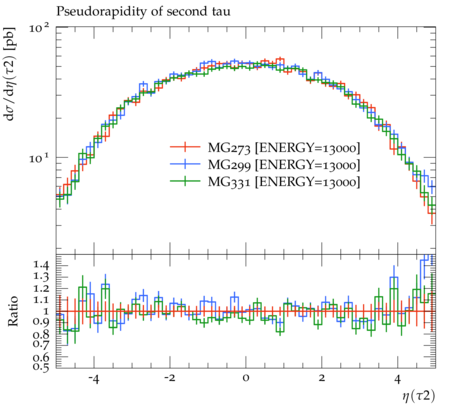 Pseudorapidity of second tau
dσ/dη(τ2) [pb]
10²
10¹
MG273 [ENERGY=13000]
MG299 [ENERGY=13000]
MG331 [ENERGY=13000]
Ratio
1.4
1.3
1.2
1.1
1
0.9
0.8
0.7
0.6
0.5
-4 -2 0 2 4
η(τ2)